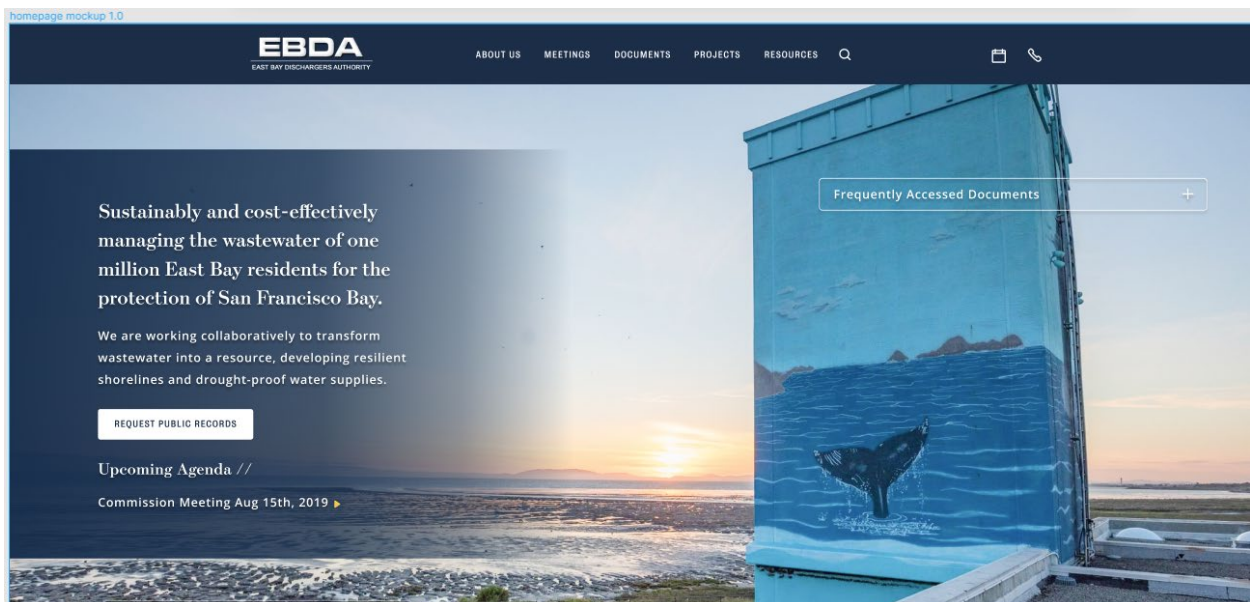 homepage mockup 1.0
EBDA
EAST BAY DISCHARGERS AUTHORITY
ABOUT US MEETINGS DOCUMENTS PROJECTS RESOURCES
Frequently Accessed Documents
Sustainably and cost-effectively
managing the wastewater of one
million East Bay residents for the
protection of San Francisco Bay.
We are working collaboratively to transform
wastewater into a resource, developing resilient
shorelines and drought-proof water supplies.
REQUEST PUBLIC RECORDS
Upcoming Agenda //
Commission Meeting Aug 15th, 2019